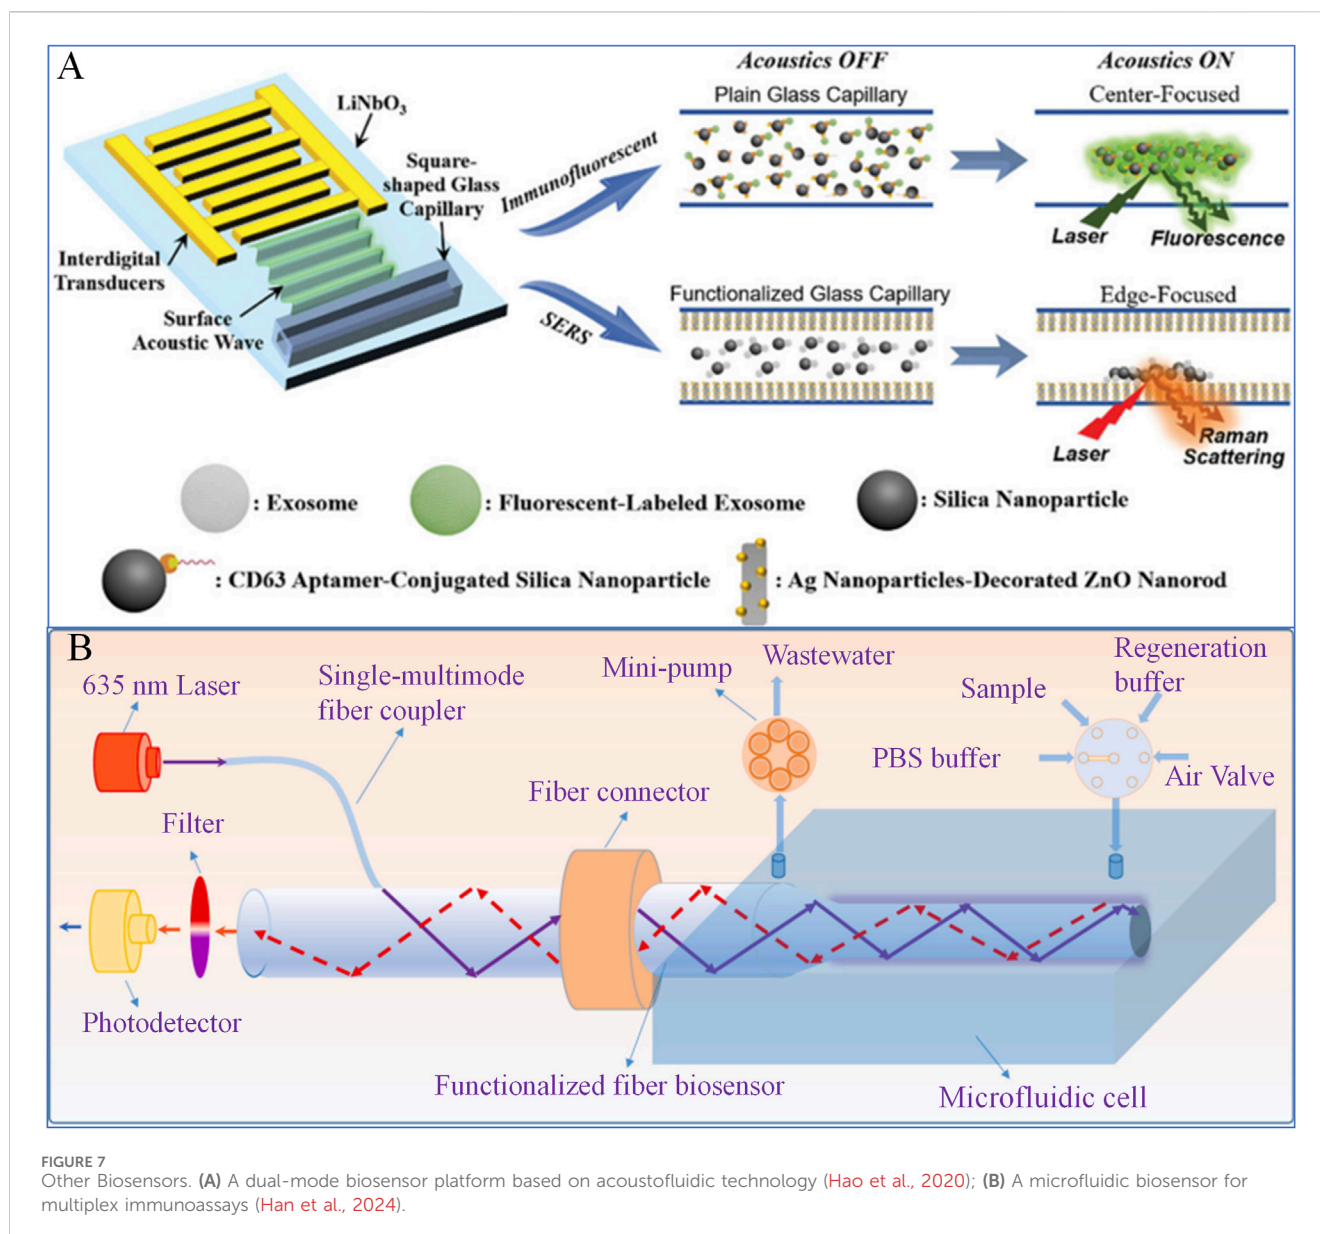 A
LiNbO3
Square-
shaped Glass
Capillary
Interdigital
Transducers
Surface
Acoustic Wave
Immunofluorescent
SERS
Acoustics OFF
Plain Glass Capillary
Acoustics ON
Center-Focused
Laser
Fluorescence
Functionalized Glass Capillary
Edge-Focused
Laser
Raman
Scattering
: Exosome
: Fluorescent-Labeled Exosome
: Silica Nanoparticle
: CD63 Aptamer-Conjugated Silica Nanoparticle
: Ag Nanoparticles-Decorated ZnO Nanorod
B
635 nm Laser
Single-multimode
fiber coupler
Mini-pump
Wastewater
Regeneration
buffer
Sample
PBS buffer
Air Valve
Fiber connector
Filter
Photodetector
Functionalized fiber biosensor
Microfluidic cell
FIGURE 7
Other Biosensors. (A) A dual-mode biosensor platform based on acoustofluidic technology (Hao et al., 2020); (B) A microfluidic biosensor for
multiplex immunoassays (Han et al., 2024).